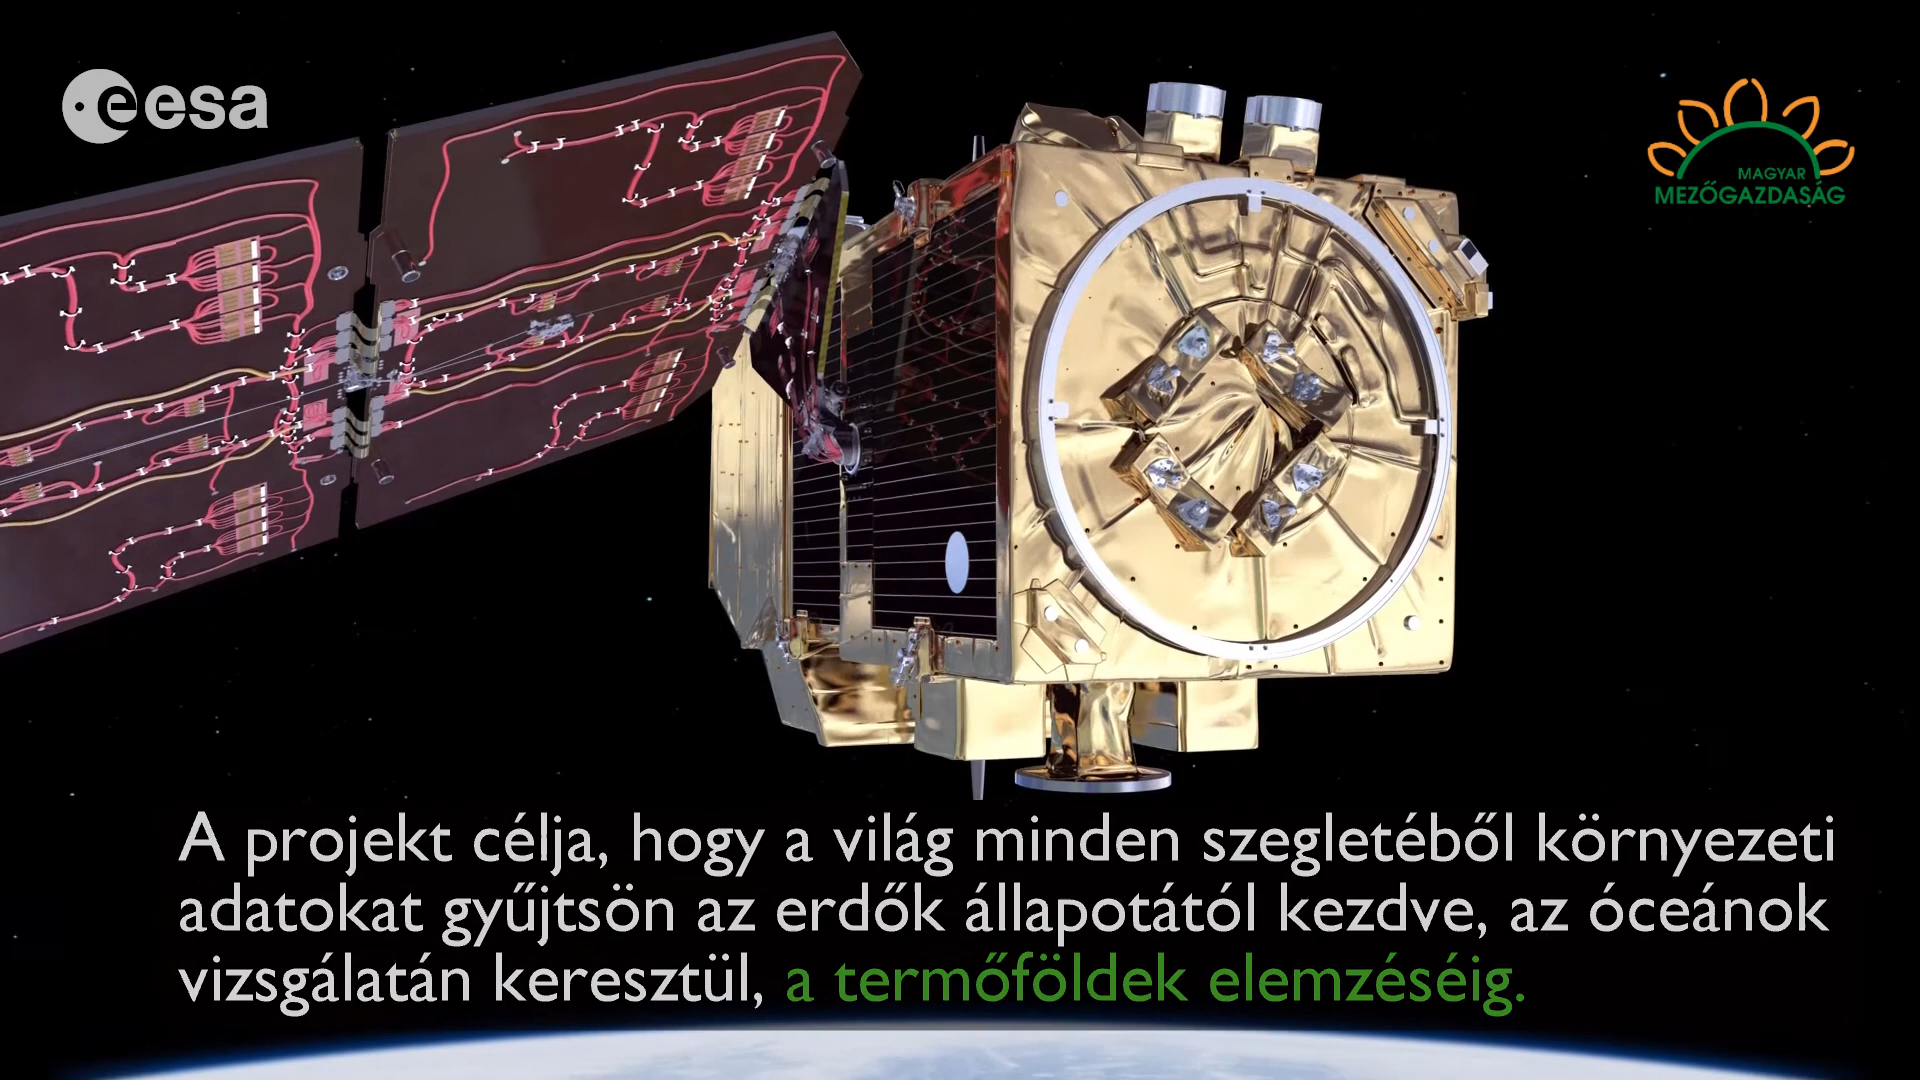 esa
MAGYAR
MEZŐGAZDASÁG
A projekt célja, hogy a világ minden szegletéből környezeti
adatokat gyűjtsön az erdők állapotától kezdve, az óceánok
vizsgálatán keresztül, a termőföldek elemzéséig.